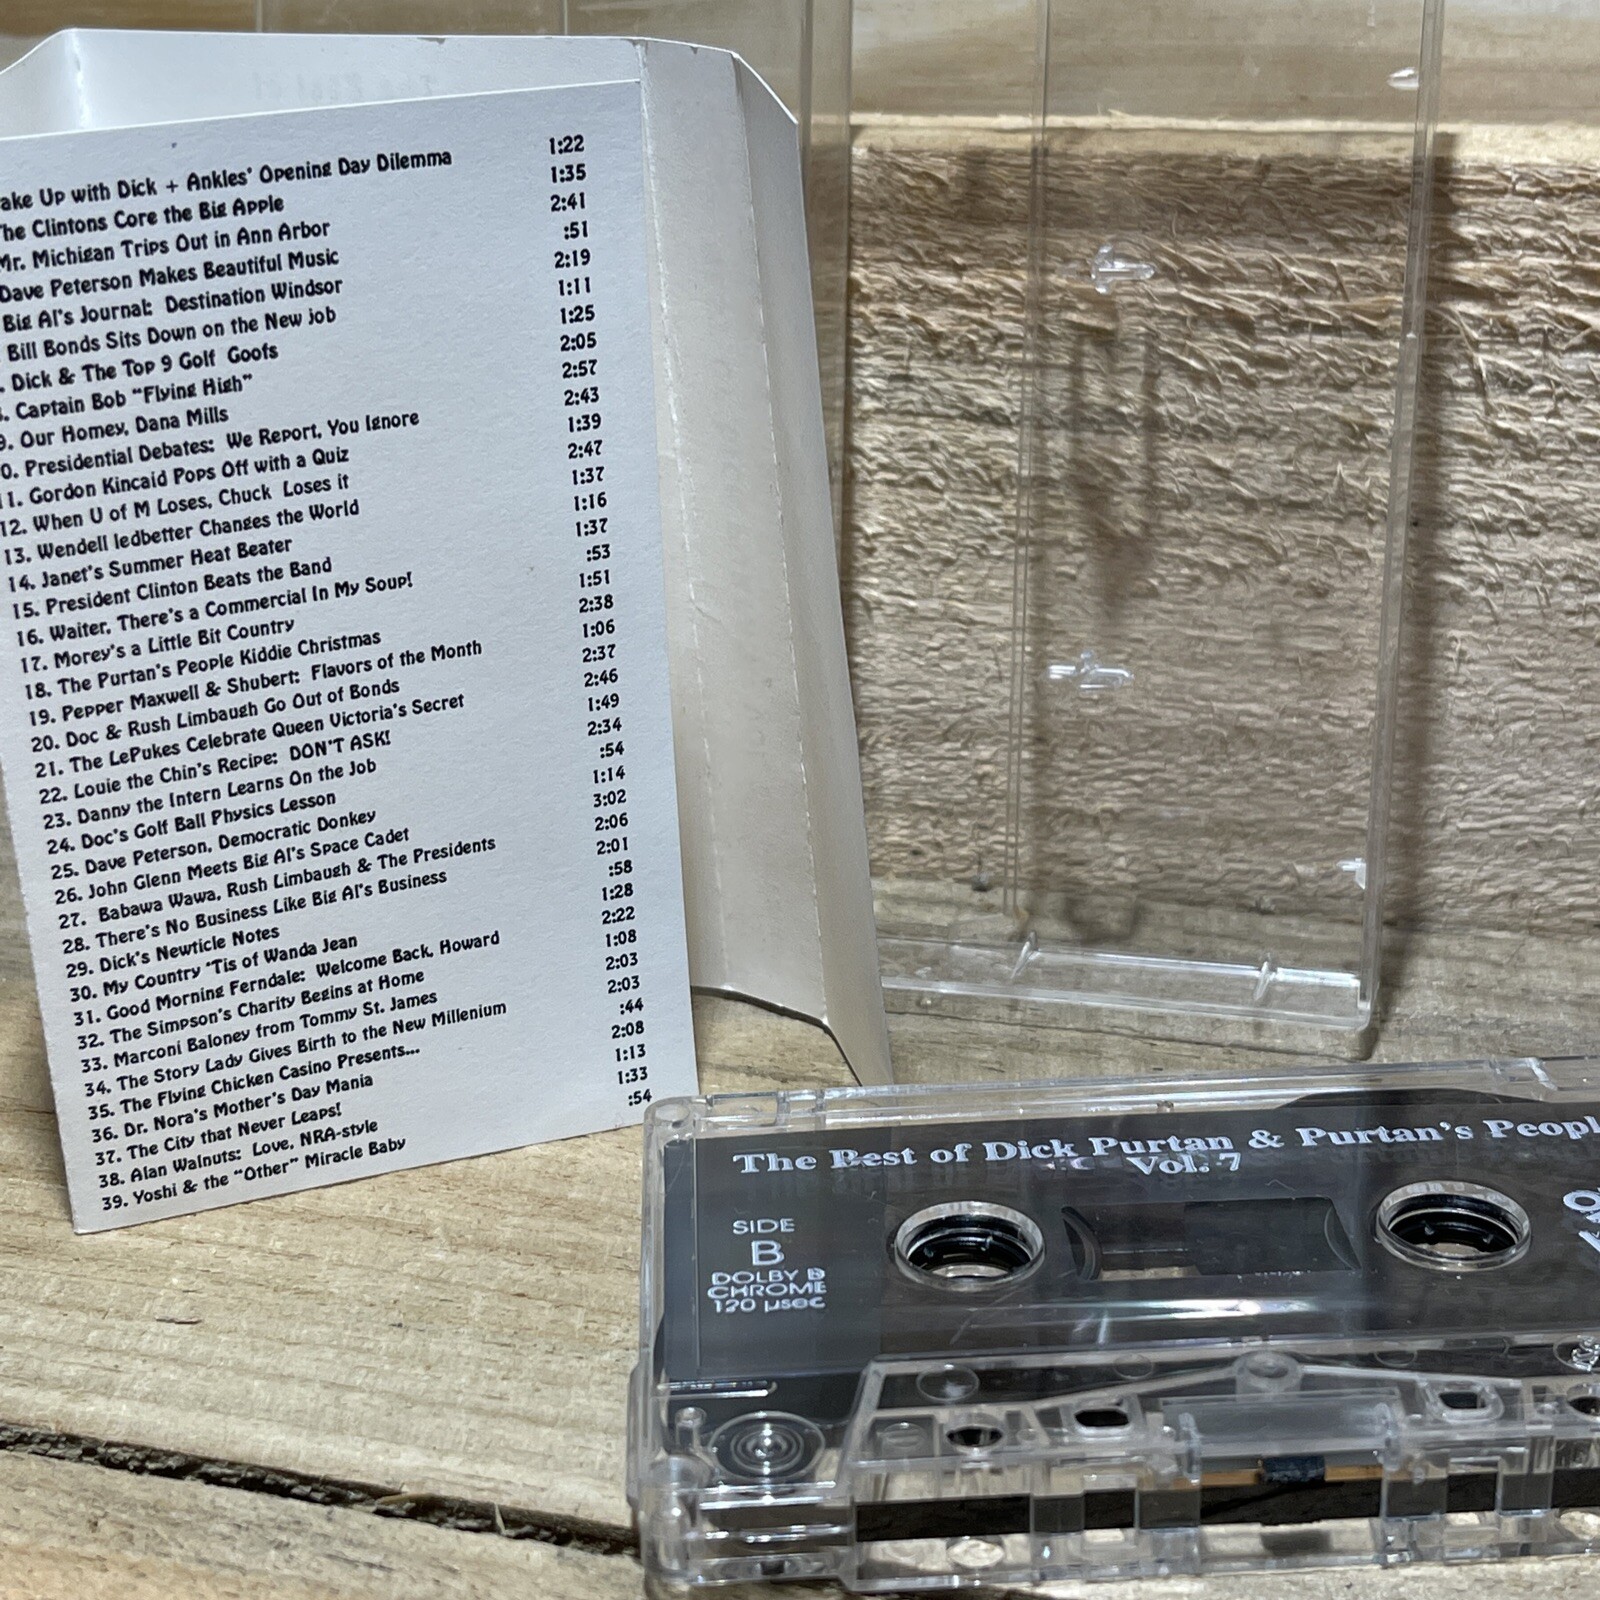 ake Up with Dick + Ankles' Opening Day Dilemma 1:22
The Clintons Core the Big Apple 1:35
Mr. Michigan Trips Out in Ann Arbor 2:41
Dave Peterson Makes Beautiful Music :51
Big Al's Journal: Destination Windsor 2:19
Bill Bonds Sits Down on the New job 1:11
. Dick & The Top 9 Golf Goofs 1:25
. Captain Bob "Flying High" 2:05
9. Our Homey, Dana Mills 2:57
0. Presidential Debates: We Report, You Ignore 2:43
11. Gordon Kincaid Pops Off with a Quiz 1:39
12. When U of M Loses, Chuck Loses it 2:47
13. Wendell ledbetter Changes the World 1:37
14. Janet's Summer Heat Beater 1:16
15. President Clinton Beats the Band 1:37
16. Waiter, There's a Commercial In My Soup! :53
17. Morey's a Little Bit Country 1:51
18. The Purtan's People Kiddie Christmas 2:38
19. Pepper Maxwell & Shubert: Flavors of the Month 1:06
20. Doc & Rush Limbaugh Go Out of Bonds 2:37
21. The LePukes Celebrate Queen Victoria's Secret 2:46
22. Louie the Chin's Recipe: DON'T ASK! 1:49
23. Danny the Intern Learns On the Job 2:34
24. Doc's Golf Ball Physics Lesson :54
25. Dave Peterson, Democratic Donkey 1:14
26. John Glenn Meets Big Al's Space Cadet 3:02
27. Babawa Wawa, Rush Limbaugh & The Presidents 2:06
28. There's No Business Like Big Al's Business 2:01
29. Dick's Newticle Notes :58
30. My Country 'Tis of Wanda Jean 1:28
31. Good Morning Ferndale: Welcome Back, Howard 2:22
32. The Simpson's Charity Begins at Home 1:08
33. Marconi Baloney from Tommy St. James 2:03
34. The Story Lady Gives Birth to the New Millenium 2:03
35. The Flying Chicken Casino Presents... :44
36. Dr. Nora's Mother's Day Mania 2:08
37. The City that Never Leaps! 1:13
38. Alan Walnuts: Love, NRA-style 1:33
39. Yoshi & the "Other" Miracle Baby :54
The Best of Dick Purtan & Purtan's Peopl
Vol. 7
SIDE
B
DOLBY B
CHROME
120 µsec